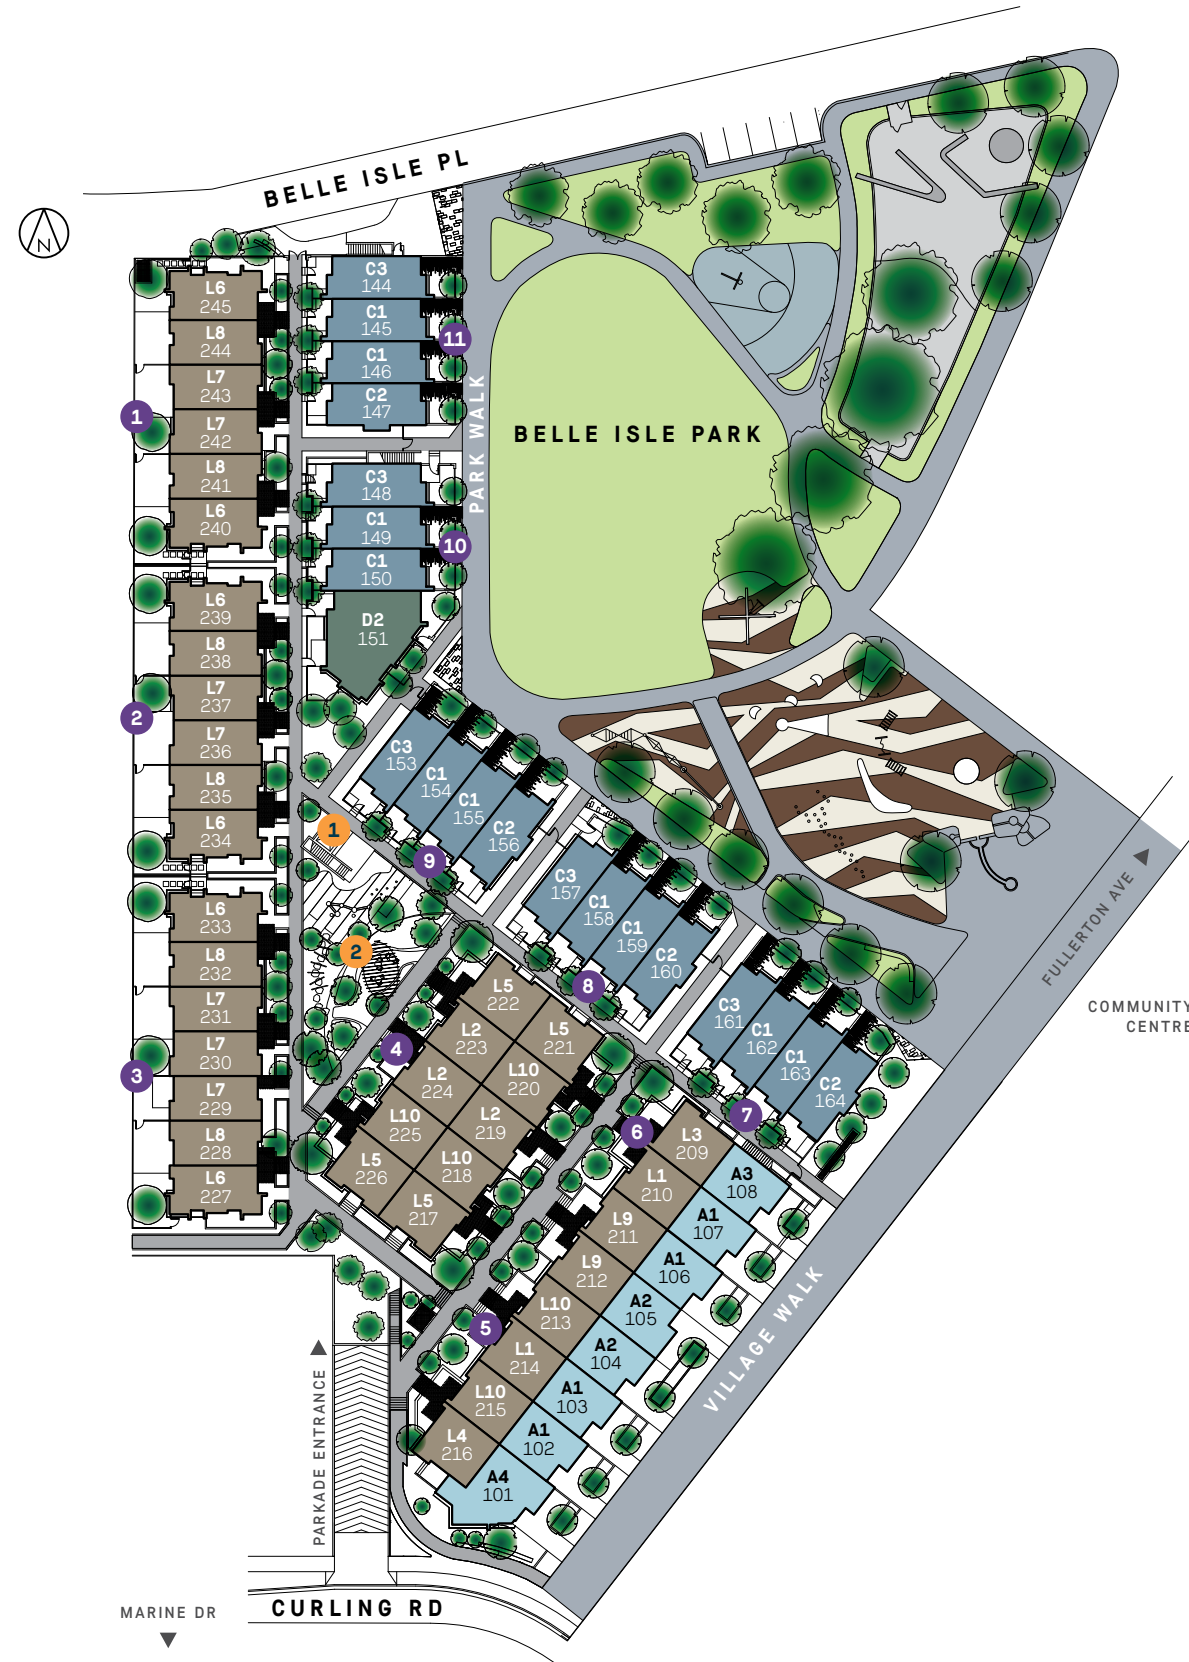 BELLE ISLE PL
N
L6
245
L8
244
L7
243
L7
242
L8
241
L6
240
1
C3
144
C1
145
C1
146
C2
147
11
PARK WALK
BELLE ISLE PARK
C3
148
C1
149
C1
150
D2
151
10
L6
239
L8
238
L7
237
L7
236
L8
235
L6
234
2
C3
153
C1
154
C1
155
C2
156
9
1
2
C3
157
C1
158
C1
159
C2
160
8
L6
233
L8
232
L7
231
L7
230
L7
229
L8
228
L6
227
3
C3
161
C1
162
C1
163
C2
164
7
FULLERTON AVE
COMMUNITY
CENTRE
L5
222
L5
221
L2
223
L10
220
L2
224
L2
219
L10
225
L10
218
L5
226
L5
217
4
6
L3
209
L1
210
L9
211
L9
212
L10
213
L1
214
L10
215
L4
216
5
A3
108
A1
107
A1
106
A2
105
A2
104
A1
103
A1
102
A4
101
VILLAGE WALK
PARKADE ENTRANCE
MARINE DR
CURLING RD